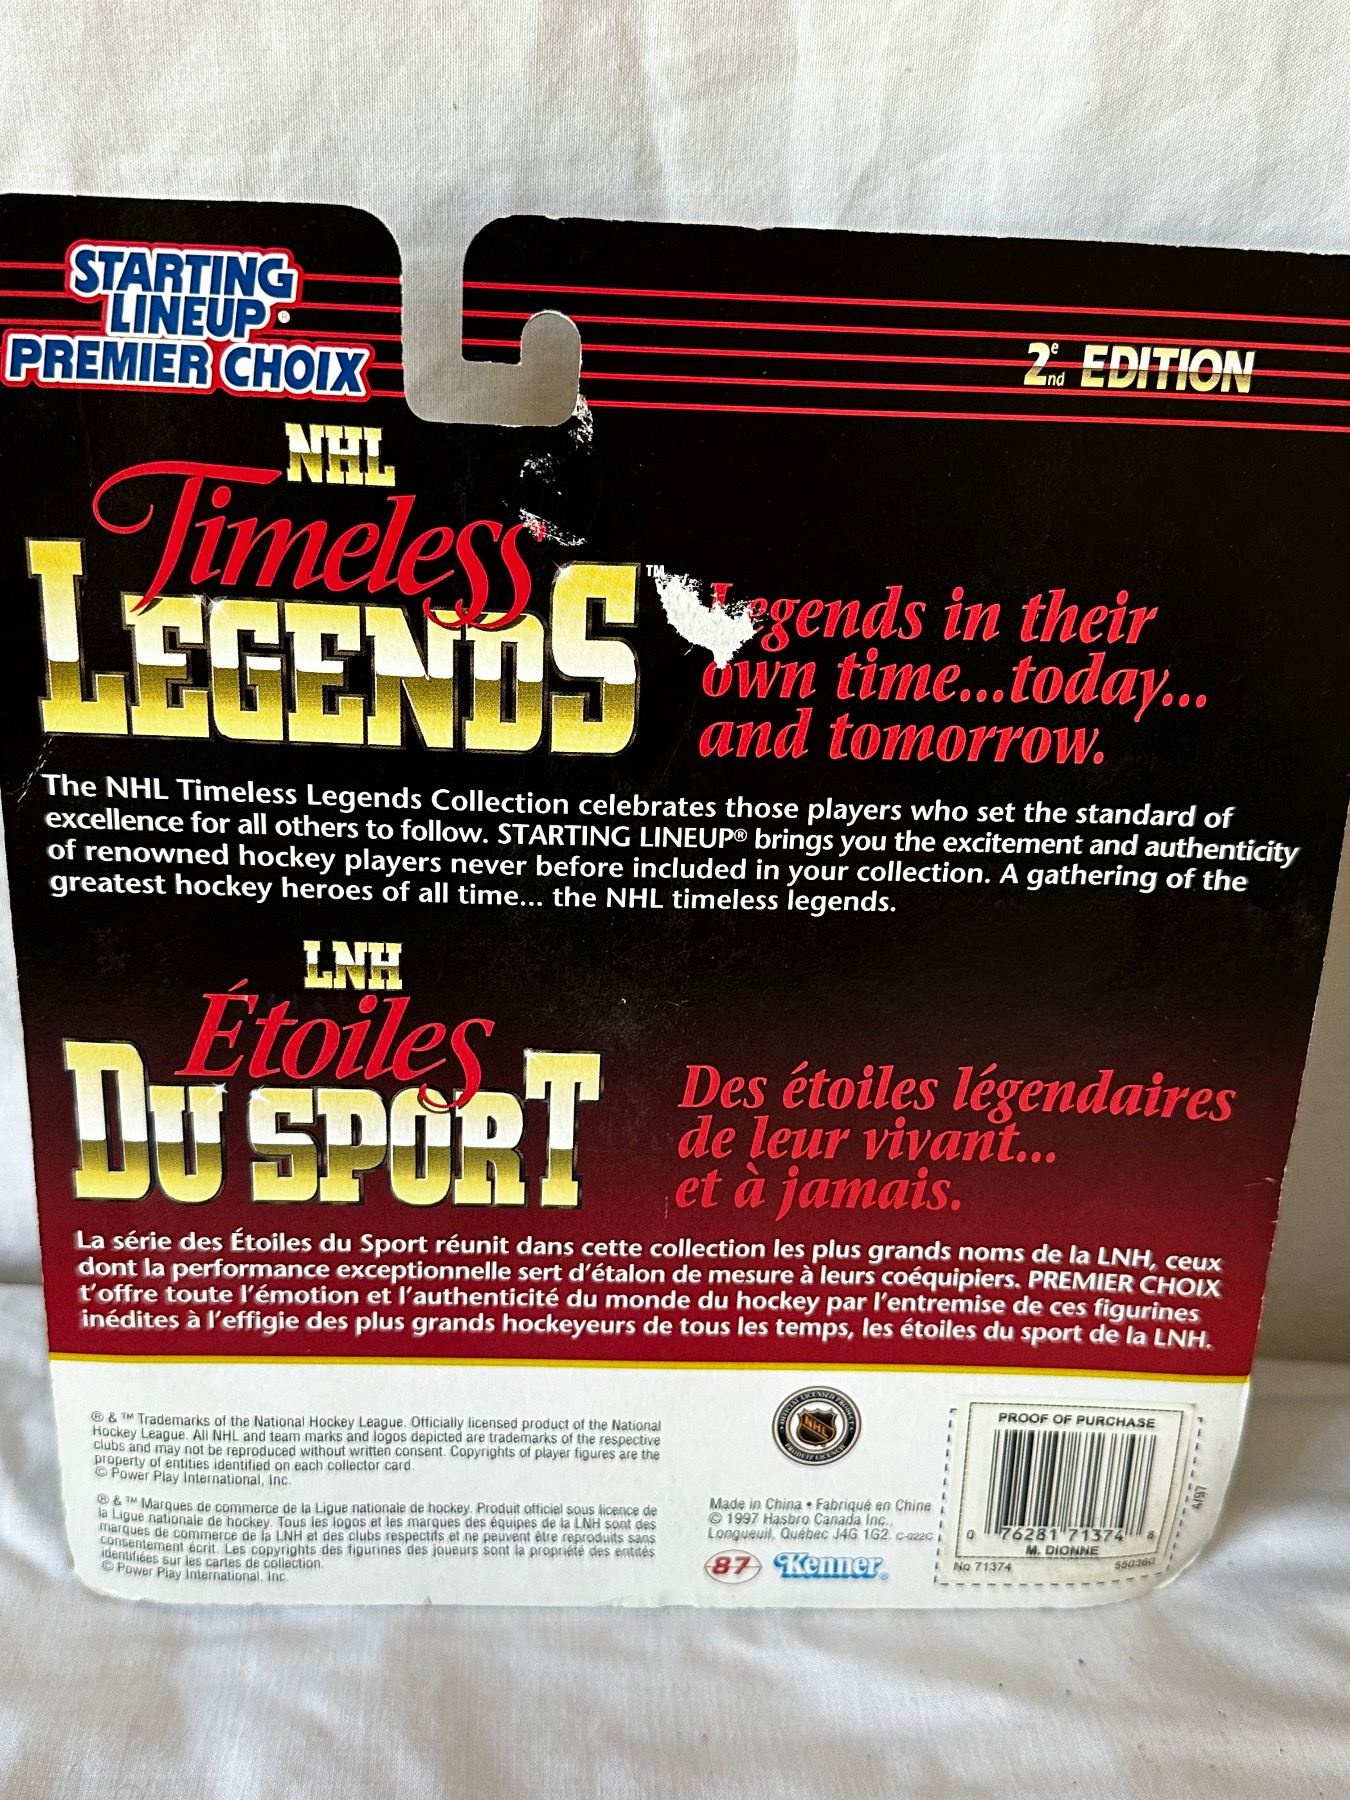 STARTING
LINEUP®
PREMIER CHOIX
2e nd EDITION
NHL
Timeless
LEGENDS™
Legends in their
own time...today...
and tomorrow.
The NHL Timeless Legends Collection celebrates those players who set the standard of
excellence for all others to follow. STARTING LINEUP® brings you the excitement and authenticity
of renowned hockey players never before included in your collection. A gathering of the
greatest hockey heroes of all time... the NHL timeless legends.
LNH
Étoiles
DU SPORT
Des étoiles légendaires
de leur vivant...
et à jamais.
La série des Étoiles du Sport réunit dans cette collection les plus grands noms de la LNH, ceux
dont la performance exceptionnelle sert d'étalon de mesure à leurs coéquipiers. PREMIER CHOIX
t'offre toute l'émotion et l'authenticité du monde du hockey par l'entremise de ces figurines
inédites à l'effigie des plus grands hockeyeurs de tous les temps, les étoiles du sport de la LNH.
® & ™ Trademarks of the National Hockey League. Officially licensed product of the National
Hockey League. All NHL and team marks and logos depicted are trademarks of the respective
clubs and may not be reproduced without written consent. Copyrights of player figures are the
property of entities identified on each collector card.
© Power Play International, Inc.
® & ™ Marques de commerce de la Ligue nationale de hockey. Produit officiel sous licence de
la Ligue nationale de hockey. Tous les logos et les marques des équipes de la LNH sont des
marques de commerce de la LNH et des clubs respectifs et ne peuvent être reproduits sans
consentement écrit. Les copyrights des figurines des joueurs sont la propriété des entités
identifiées sur les cartes de collection.
© Power Play International, Inc.
NHL
Made in China • Fabriqué en Chine
© 1997 Hasbro Canada Inc.,
Longueuil, Québec J4G 1G2. C-022C
87 Kenner®
PROOF OF PURCHASE
0 76281 71374 8
M. DIONNE
No 71374 550360
4/97